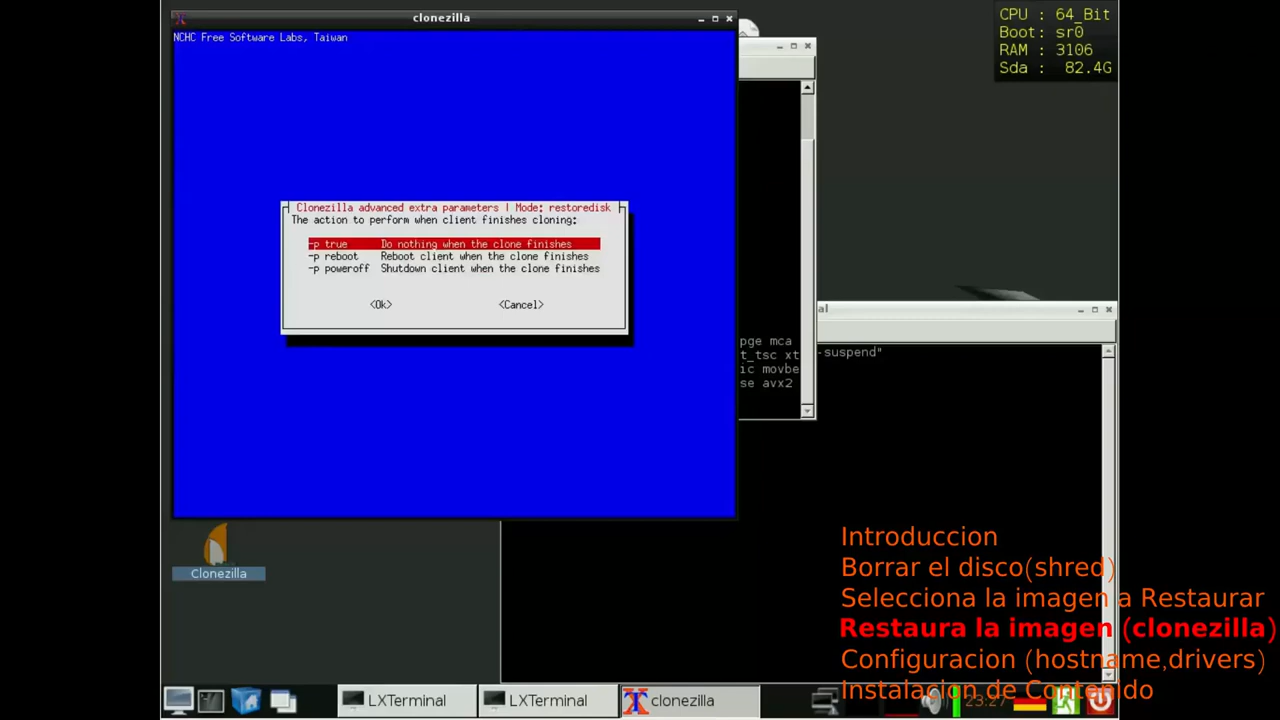 clonezilla
NCHC Free Software Labs, Taiwan
CPU : 64_Bit
Boot: sr0
RAM : 3106
Sda : 82.4G
Clonezilla advanced extra parameters | Mode: restoredisk
The action to perform when client finishes cloning:
-p true Do nothing when the clone finishes
-p reboot Reboot client when the clone finishes
-p poweroff Shutdown client when the clone finishes
<Ok> <Cancel>
al
pge mca
t_tsc xt
ic movbe
se avx2
-suspend"
Clonezilla
Introduccion
Borrar el disco(shred)
Selecciona la imagen a Restaurar
Restaura la imagen (clonezilla)
Configuracion (hostname,drivers)
Instalacion de Contenido
LXTerminal
LXTerminal
clonezilla
23:27